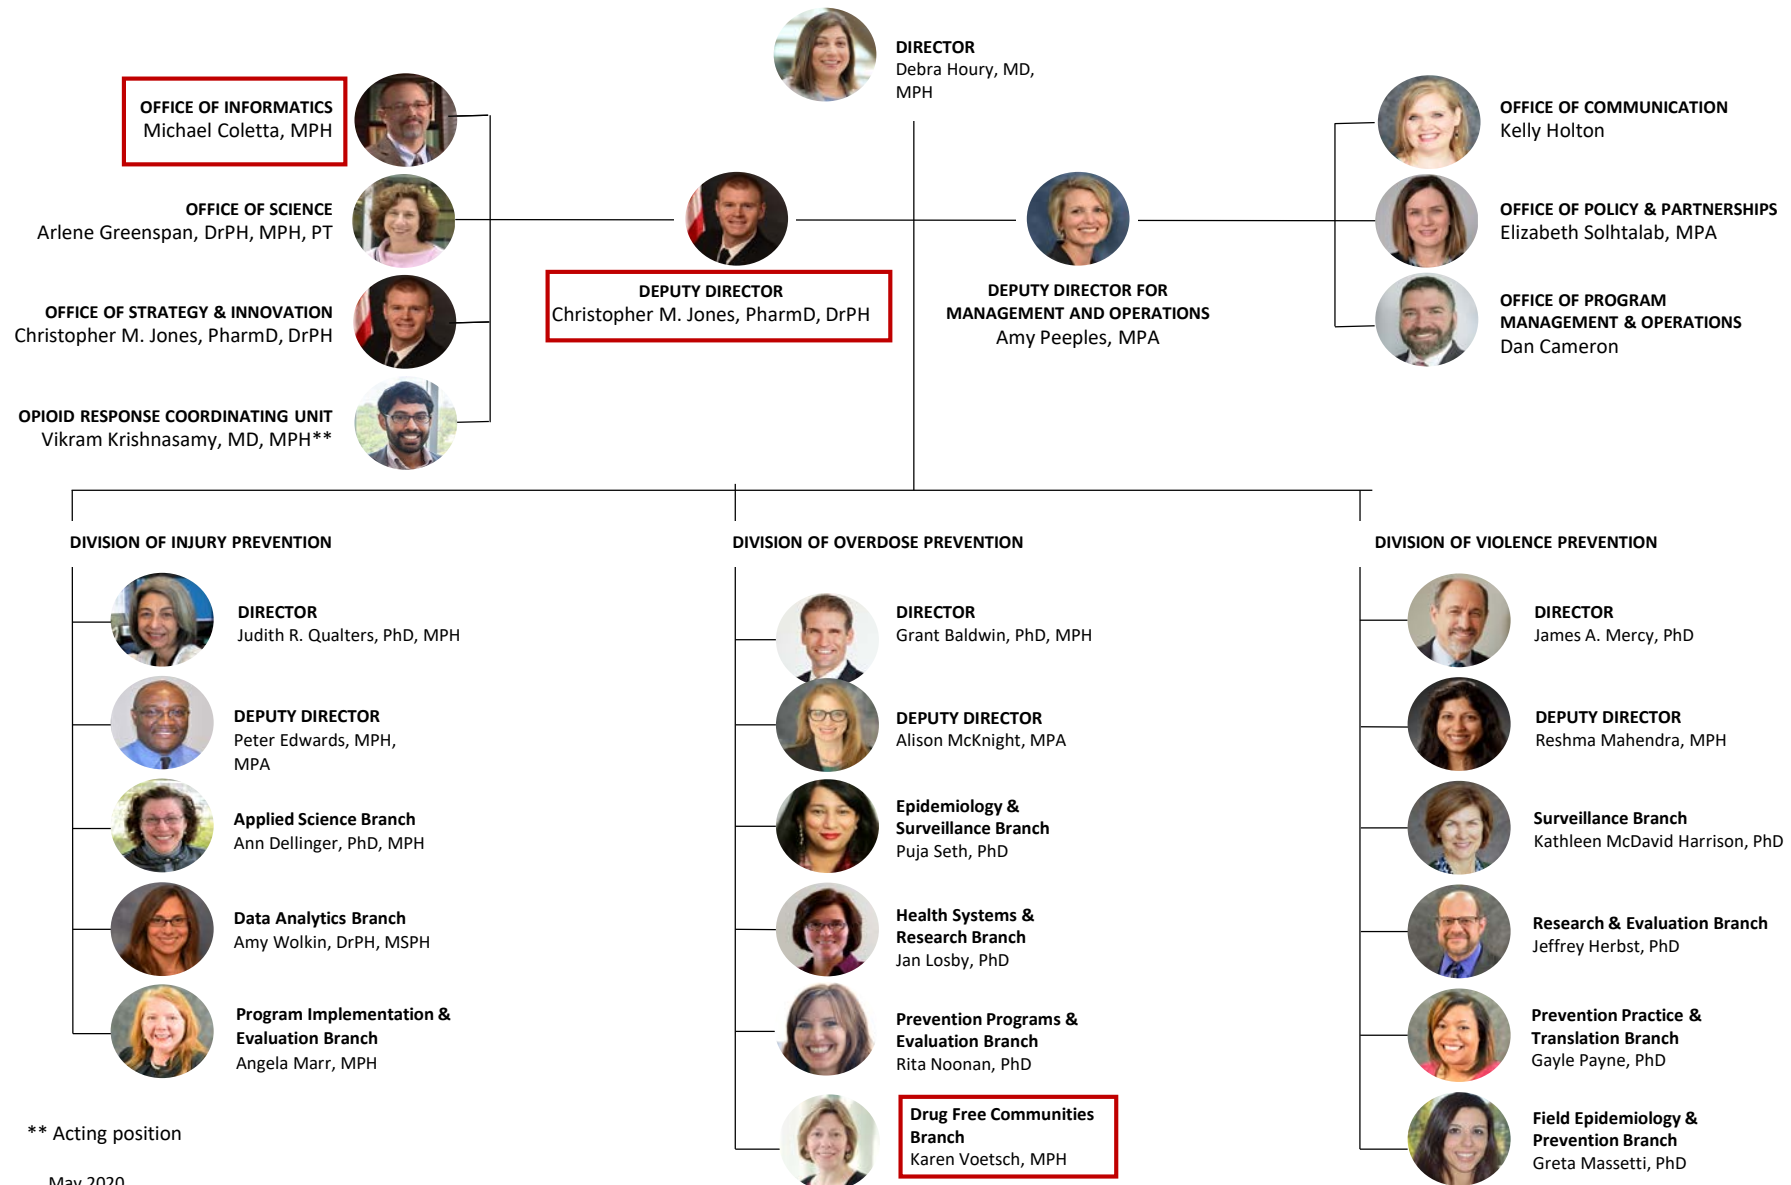 DIRECTOR
Debra Houry, MD,
MPH
OFFICE OF INFORMATICS
Michael Coletta, MPH
OFFICE OF SCIENCE
Arlene Greenspan, DrPH, MPH, PT
OFFICE OF STRATEGY & INNOVATION
Christopher M. Jones, PharmD, DrPH
OPIOID RESPONSE COORDINATING UNIT
Vikram Krishnasamy, MD, MPH**
DEPUTY DIRECTOR
Christopher M. Jones, PharmD, DrPH
DEPUTY DIRECTOR FOR
MANAGEMENT AND OPERATIONS
Amy Peeples, MPA
OFFICE OF COMMUNICATION
Kelly Holton
OFFICE OF POLICY & PARTNERSHIPS
Elizabeth Solhtalab, MPA
OFFICE OF PROGRAM
MANAGEMENT & OPERATIONS
Dan Cameron
DIVISION OF INJURY PREVENTION
DIRECTOR
Judith R. Qualters, PhD, MPH
DEPUTY DIRECTOR
Peter Edwards, MPH,
MPA
Applied Science Branch
Ann Dellinger, PhD, MPH
Data Analytics Branch
Amy Wolkin, DrPH, MSPH
Program Implementation &
Evaluation Branch
Angela Marr, MPH
DIVISION OF OVERDOSE PREVENTION
DIRECTOR
Grant Baldwin, PhD, MPH
DEPUTY DIRECTOR
Alison McKnight, MPA
Epidemiology &
Surveillance Branch
Puja Seth, PhD
Health Systems &
Research Branch
Jan Losby, PhD
Prevention Programs &
Evaluation Branch
Rita Noonan, PhD
Drug Free Communities
Branch
Karen Voetsch, MPH
DIVISION OF VIOLENCE PREVENTION
DIRECTOR
James A. Mercy, PhD
DEPUTY DIRECTOR
Reshma Mahendra, MPH
Surveillance Branch
Kathleen McDavid Harrison, PhD
Research & Evaluation Branch
Jeffrey Herbst, PhD
Prevention Practice &
Translation Branch
Gayle Payne, PhD
Field Epidemiology &
Prevention Branch
Greta Massetti, PhD
** Acting position
May 2020